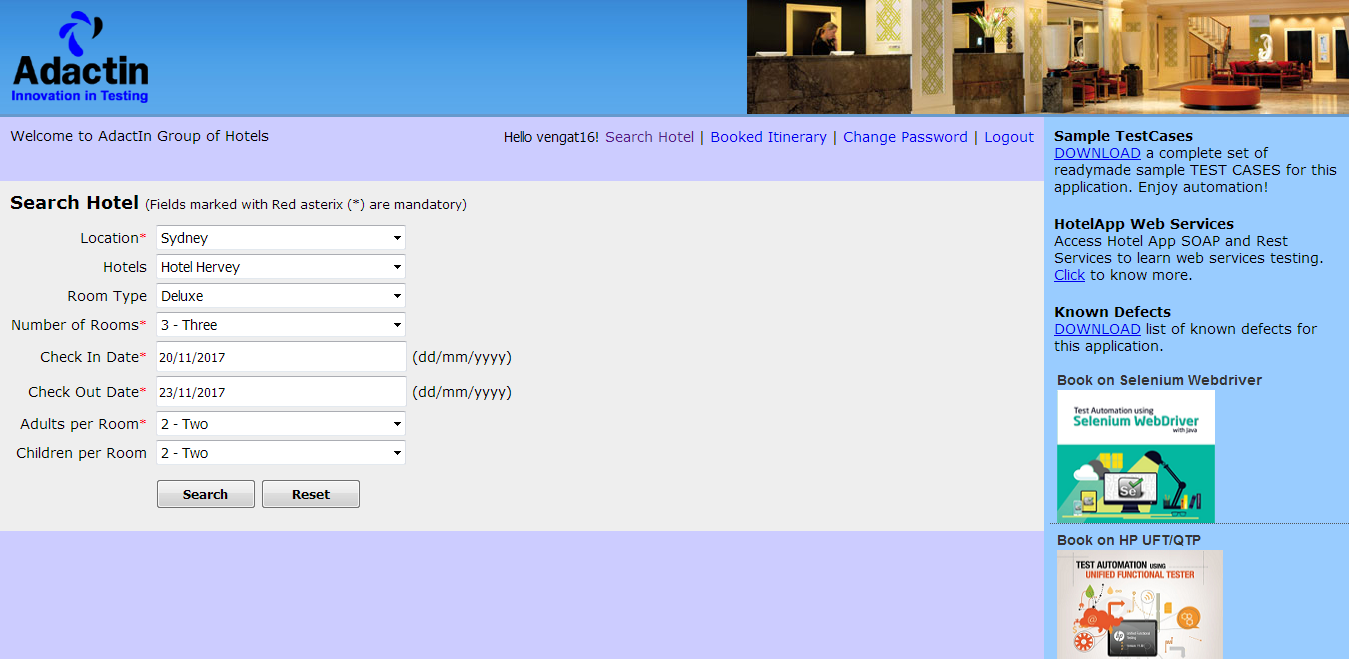 Adactin
Innovation in Testing
Welcome to AdactIn Group of Hotels
Hello vengat16! Search Hotel | Booked Itinerary | Change Password | Logout
Search Hotel (Fields marked with Red asterix (*) are mandatory)
Location* Sydney
Hotels Hotel Hervey
Room Type Deluxe
Number of Rooms* 3 - Three
Check In Date* 20/11/2017 (dd/mm/yyyy)
Check Out Date* 23/11/2017 (dd/mm/yyyy)
Adults per Room* 2 - Two
Children per Room 2 - Two
Search Reset
Sample TestCases
DOWNLOAD a complete set of
readymade sample TEST CASES for this
application. Enjoy automation!
HotelApp Web Services
Access Hotel App SOAP and Rest
Services to learn web services testing.
Click to know more.
Known Defects
DOWNLOAD list of known defects for
this application.
Book on Selenium Webdriver
Test Automation using
Selenium WebDriver
with Java
Se
Book on HP UFT/QTP
TEST AUTOMATION USING
UNIFIED FUNCTIONAL TESTER
hp